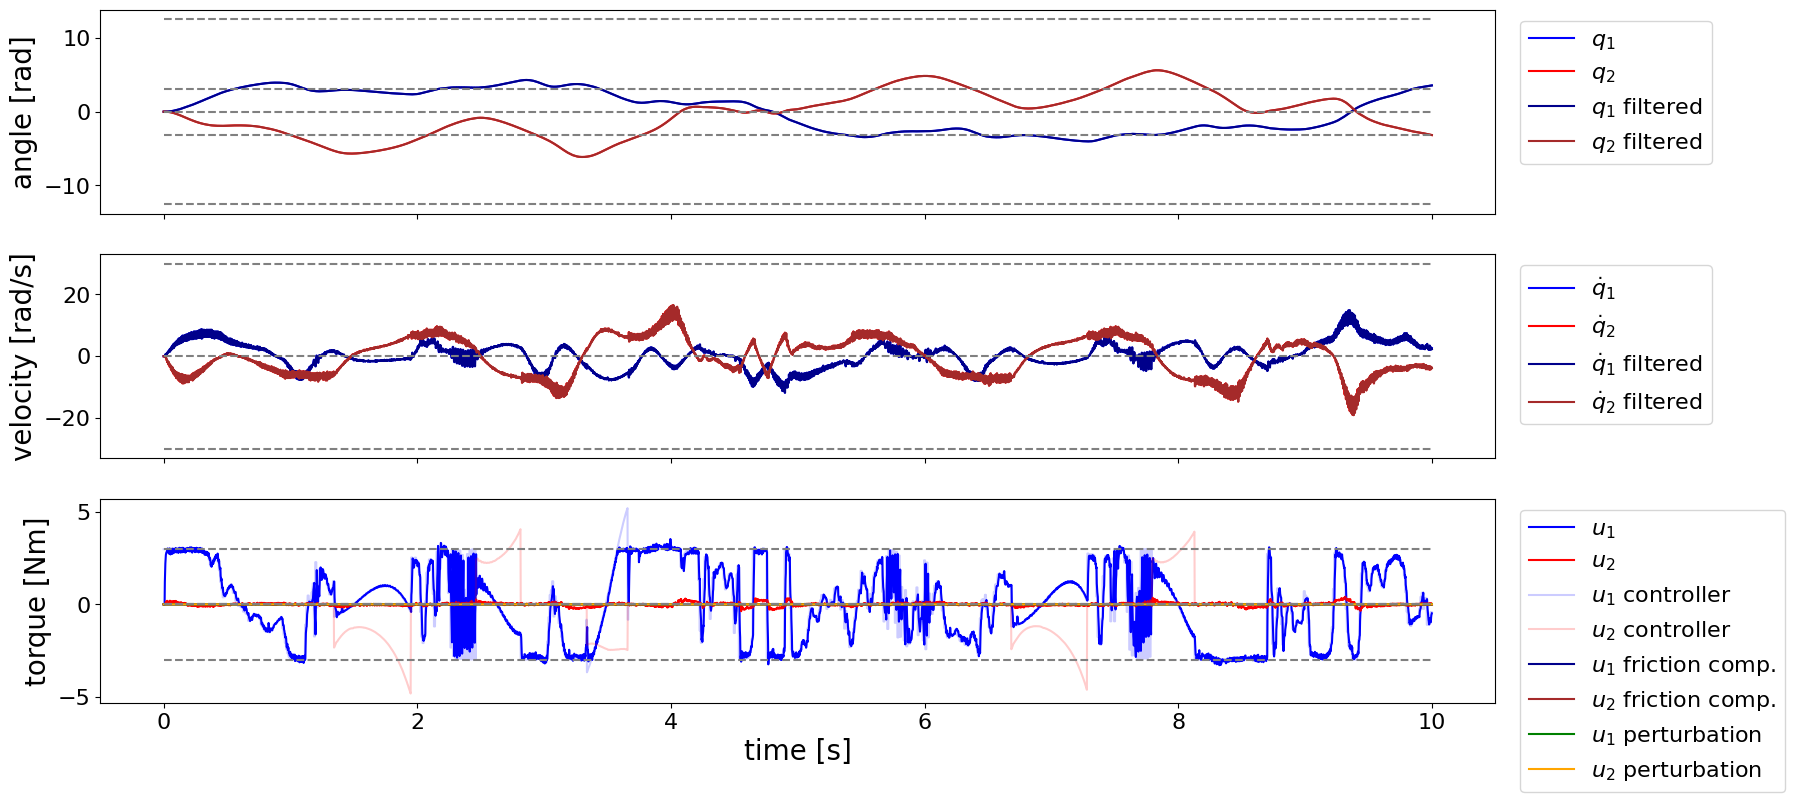 angle [rad]
10
0
−10
q₁
q₂
q₁ filtered
q₂ filtered
velocity [rad/s]
20
0
−20
q̇₁
q̇₂
q̇₁ filtered
q̇₂ filtered
torque [Nm]
5
0
−5
0 2 4 6 8 10
time [s]
u₁
u₂
u₁ controller
u₂ controller
u₁ friction comp.
u₂ friction comp.
u₁ perturbation
u₂ perturbation